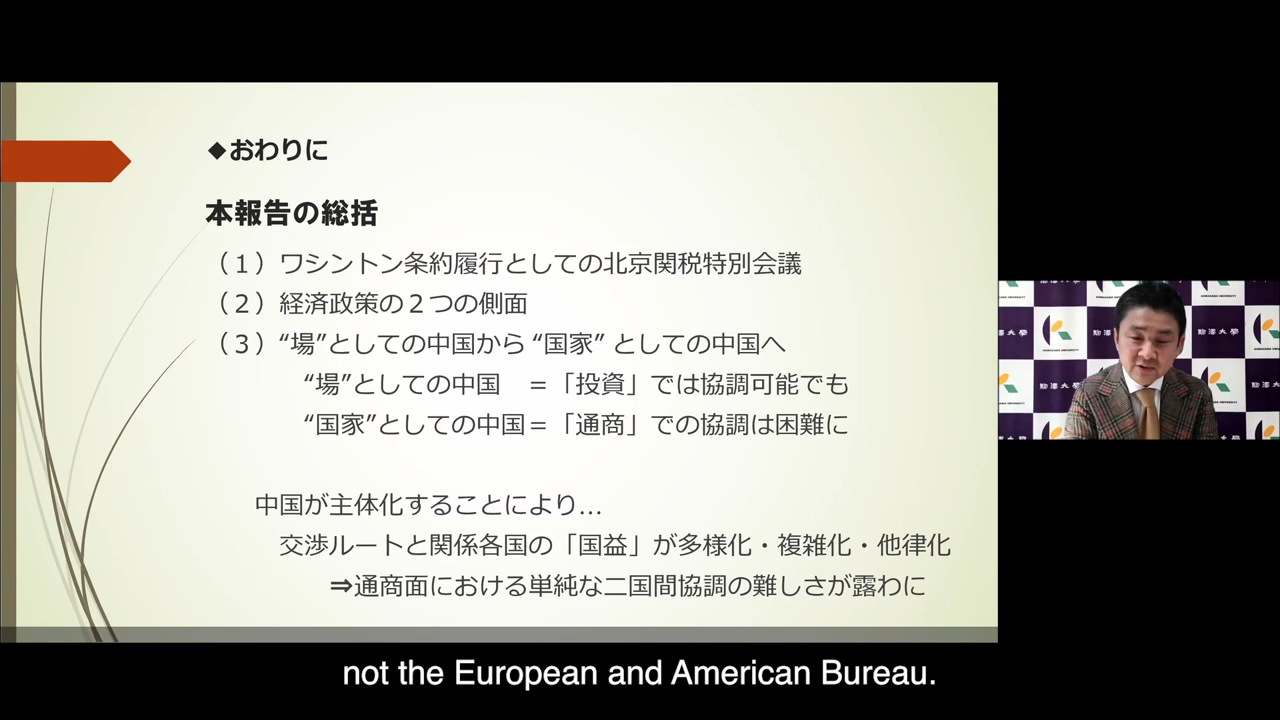 ◆おわりに
本報告の総括
（１）ワシントン条約履行としての北京関税特別会議
（２）経済政策の２つの側面
（３）“場”としての中国から “国家” としての中国へ
“場”としての中国　＝「投資」では協調可能でも
“国家”としての中国＝「通商」での協調は困難に
中国が主体化することにより…
交渉ルートと関係各国の「国益」が多様化・複雑化・他律化
⇒通商面における単純な二国間協調の難しさが露わに
駒澤大學
KOMAZAWA UNIVERSITY
not the European and American Bureau.